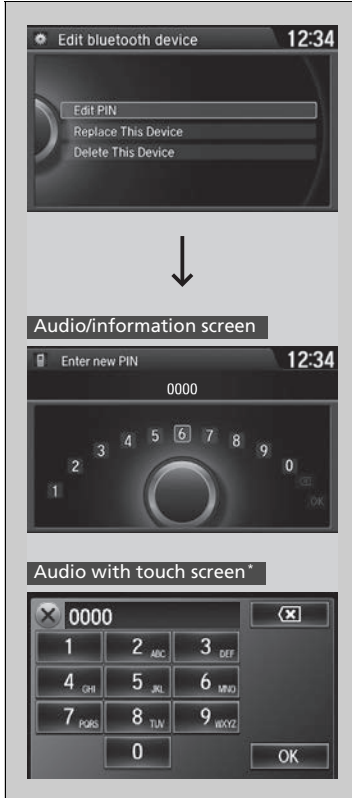 Edit bluetooth device 12:34
Edit PIN
Replace This Device
Delete This Device
Audio/information screen
Enter new PIN 12:34
0000
1 2 3 4 5 6 7 8 9 0
OK
Audio with touch screen*
0000
1 2 ABC 3 DEF
4 GHI 5 JKL 6 MNO
7 PQRS 8 TUV 9 WXYZ
0 OK